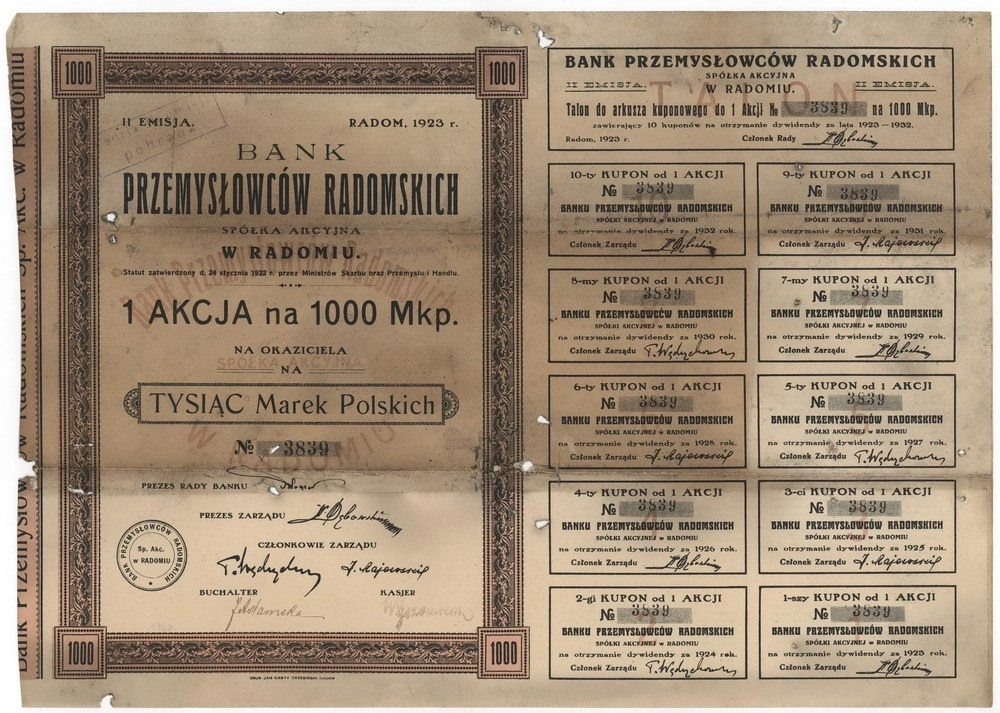 1000
1000
II EMISJA.
RADOM, 1923 r.
BANK
PRZEMYSŁOWCÓW RADOMSKICH
SPÓŁKA AKCYJNA
W RADOMIU.
Statut zatwierdzony d. 24 stycznia 1922 r. przez Ministrów Skarbu oraz Przemysłu i Handlu.
1 AKCJA na 1000 Mkp.
NA OKAZICIELA
SPÓŁKA AKCYJNA
NA
TYSIĄC Marek Polskich
№ 3839
PREZES RADY BANKU
PREZES ZARZĄDU
CZŁONKOWIE ZARZĄDU
BANK PRZEMYSŁOWCÓW RADOMSKICH
Sp. Akc.
w RADOMIU
BUCHALTER
KASJER
1000
1000
DRUK JAN KANTY TRZEBIŃSKI RADOM
BANK PRZEMYSŁOWCÓW RADOMSKICH
SPÓŁKA AKCYJNA
II EMISJA. W RADOMIU. II EMISJA.
TALON
Talon do arkusza kuponowego do 1 Akcji № 3839 na 1000 Mkp.
zawierający 10 kuponów na otrzymanie dywidendy za lata 1923—1932.
Radom, 1923 r.
Członek Rady
10-ty KUPON od 1 AKCJI
№ 3839
BANKU PRZEMYSŁOWCÓW RADOMSKICH
SPÓŁKI AKCYJNEJ w RADOMIU
na otrzymanie dywidendy za 1932 rok.
Członek Zarządu
9-ty KUPON od 1 AKCJI
№ 3839
BANKU PRZEMYSŁOWCÓW RADOMSKICH
SPÓŁKI AKCYJNEJ w RADOMIU
na otrzymanie dywidendy za 1931 rok.
Członek Zarządu
8-my KUPON od 1 AKCJI
№ 3839
BANKU PRZEMYSŁOWCÓW RADOMSKICH
SPÓŁKI AKCYJNEJ w RADOMIU
na otrzymanie dywidendy za 1930 rok.
Członek Zarządu
7-my KUPON od 1 AKCJI
№ 3839
BANKU PRZEMYSŁOWCÓW RADOMSKICH
SPÓŁKI AKCYJNEJ w RADOMIU
na otrzymanie dywidendy za 1929 rok.
Członek Zarządu
6-ty KUPON od 1 AKCJI
№ 3839
BANKU PRZEMYSŁOWCÓW RADOMSKICH
SPÓŁKI AKCYJNEJ w RADOMIU
na otrzymanie dywidendy za 1928 rok.
Członek Zarządu
5-ty KUPON od 1 AKCJI
№ 3839
BANKU PRZEMYSŁOWCÓW RADOMSKICH
SPÓŁKI AKCYJNEJ w RADOMIU
na otrzymanie dywidendy za 1927 rok.
Członek Zarządu
4-ty KUPON od 1 AKCJI
№ 3839
BANKU PRZEMYSŁOWCÓW RADOMSKICH
SPÓŁKI AKCYJNEJ w RADOMIU
na otrzymanie dywidendy za 1926 rok.
Członek Zarządu
3-ci KUPON od 1 AKCJI
№ 3839
BANKU PRZEMYSŁOWCÓW RADOMSKICH
SPÓŁKI AKCYJNEJ w RADOMIU
na otrzymanie dywidendy za 1925 rok.
Członek Zarządu
2-gi KUPON od 1 AKCJI
№ 3839
BANKU PRZEMYSŁOWCÓW RADOMSKICH
SPÓŁKI AKCYJNEJ w RADOMIU
na otrzymanie dywidendy za 1924 rok.
Członek Zarządu
1-szy KUPON od 1 AKCJI
№ 3839
BANKU PRZEMYSŁOWCÓW RADOMSKICH
SPÓŁKI AKCYJNEJ w RADOMIU
na otrzymanie dywidendy za 1923 rok.
Członek Zarządu